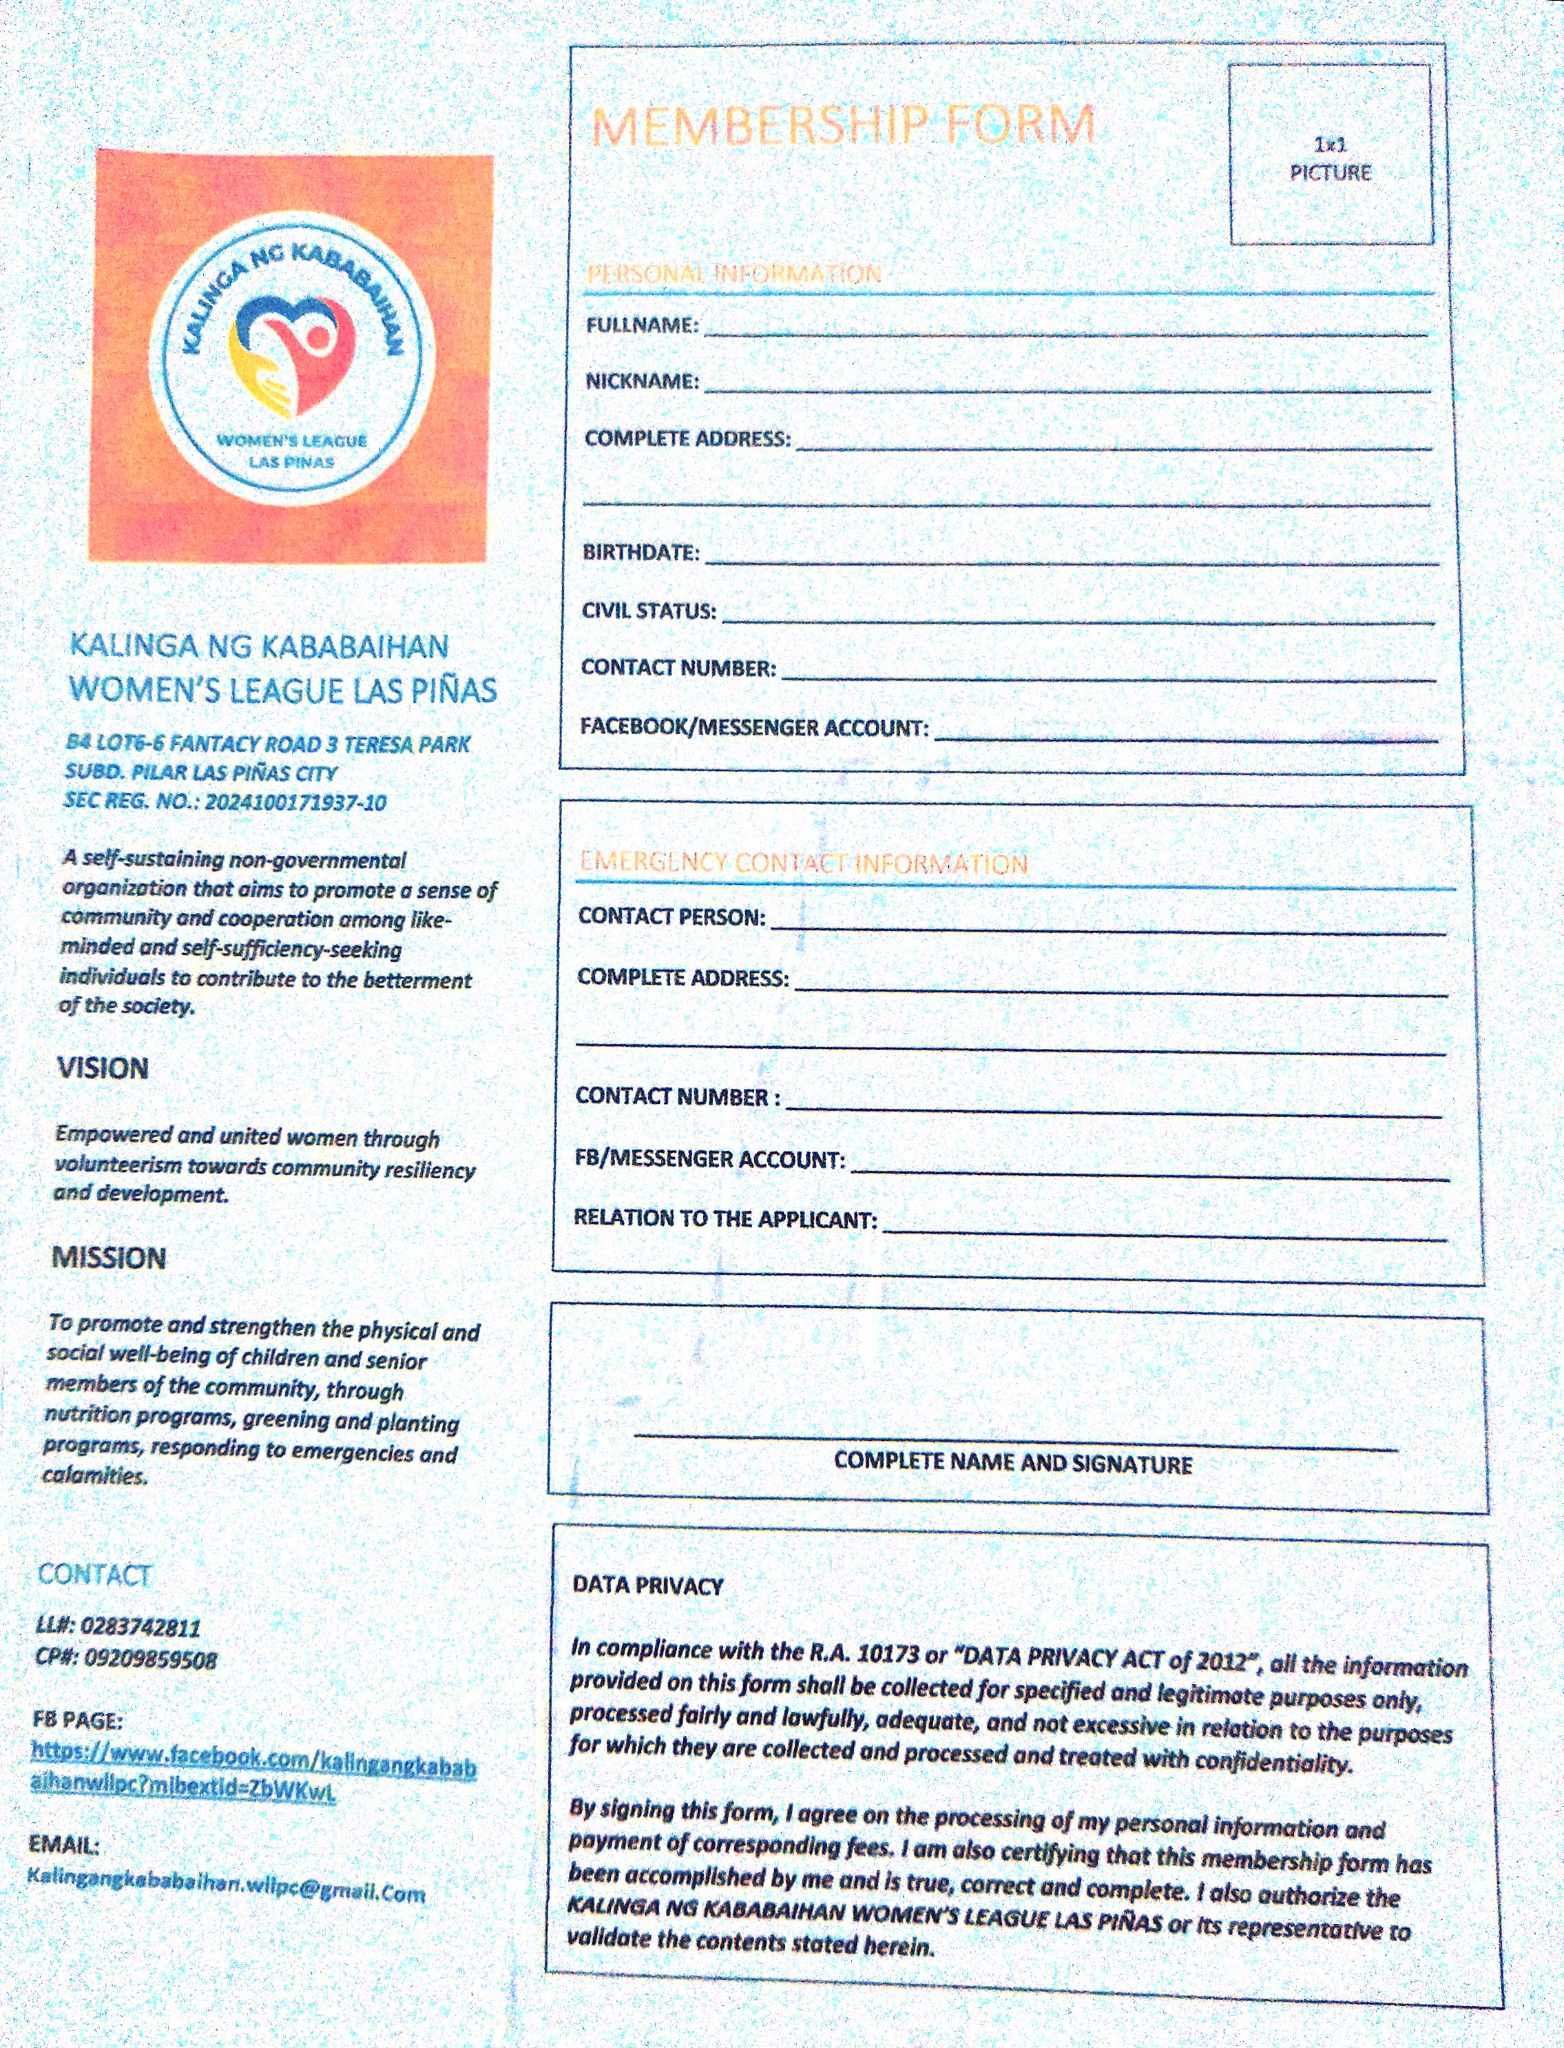 KALINGA NG KABABAIHAN
WOMEN'S LEAGUE
LAS PINAS
KALINGA NG KABABAIHAN
WOMEN'S LEAGUE LAS PIÑAS
B4 LOT6-6 FANTACY ROAD 3 TERESA PARK
SUBD. PILAR LAS PIÑAS CITY
SEC REG. NO.: 2024100171937-10
A self-sustaining non-governmental
organization that aims to promote a sense of
community and cooperation among like-
minded and self-sufficiency-seeking
individuals to contribute to the betterment
of the society.
VISION
Empowered and united women through
volunteerism towards community resiliency
and development.
MISSION
To promote and strengthen the physical and
social well-being of children and senior
members of the community, through
nutrition programs, greening and planting
programs, responding to emergencies and
calamities.
CONTACT
LL#: 0283742811
CP#: 09209859508
FB PAGE:
https://www.facebook.com/kalingangkabab
aihanwllpc?mibextid=ZbWKwL
EMAIL:
Kalingangkababaihan.wllpc@gmail.Com
MEMBERSHIP FORM
1x1
PICTURE
PERSONAL INFORMATION
FULLNAME:
NICKNAME:
COMPLETE ADDRESS:
BIRTHDATE:
CIVIL STATUS:
CONTACT NUMBER:
FACEBOOK/MESSENGER ACCOUNT:
EMERGENCY CONTACT INFORMATION
CONTACT PERSON:
COMPLETE ADDRESS:
CONTACT NUMBER :
FB/MESSENGER ACCOUNT:
RELATION TO THE APPLICANT:
COMPLETE NAME AND SIGNATURE
DATA PRIVACY
In compliance with the R.A. 10173 or "DATA PRIVACY ACT of 2012", all the information
provided on this form shall be collected for specified and legitimate purposes only,
processed fairly and lawfully, adequate, and not excessive in relation to the purposes
for which they are collected and processed and treated with confidentiality.
By signing this form, I agree on the processing of my personal information and
payment of corresponding fees. I am also certifying that this membership form has
been accomplished by me and is true, correct and complete. I also authorize the
KALINGA NG KABABAIHAN WOMEN'S LEAGUE LAS PIÑAS or its representative to
validate the contents stated herein.